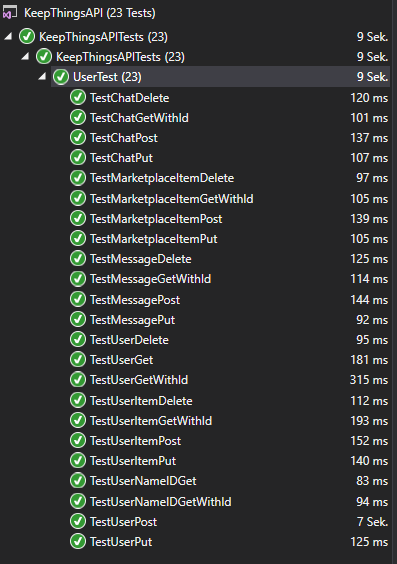 KeepThingsAPI (23 Tests)
KeepThingsAPITests (23) 9 Sek.
KeepThingsAPITests (23) 9 Sek.
UserTest (23) 9 Sek.
TestChatDelete 120 ms
TestChatGetWithId 101 ms
TestChatPost 137 ms
TestChatPut 107 ms
TestMarketplaceItemDelete 97 ms
TestMarketplaceItemGetWithId 105 ms
TestMarketplaceItemPost 139 ms
TestMarketplaceItemPut 105 ms
TestMessageDelete 125 ms
TestMessageGetWithId 114 ms
TestMessagePost 144 ms
TestMessagePut 92 ms
TestUserDelete 95 ms
TestUserGet 181 ms
TestUserGetWithId 315 ms
TestUserItemDelete 112 ms
TestUserItemGetWithId 193 ms
TestUserItemPost 152 ms
TestUserItemPut 140 ms
TestUserNameIDGet 83 ms
TestUserNameIDGetWithId 94 ms
TestUserPost 7 Sek.
TestUserPut 125 ms